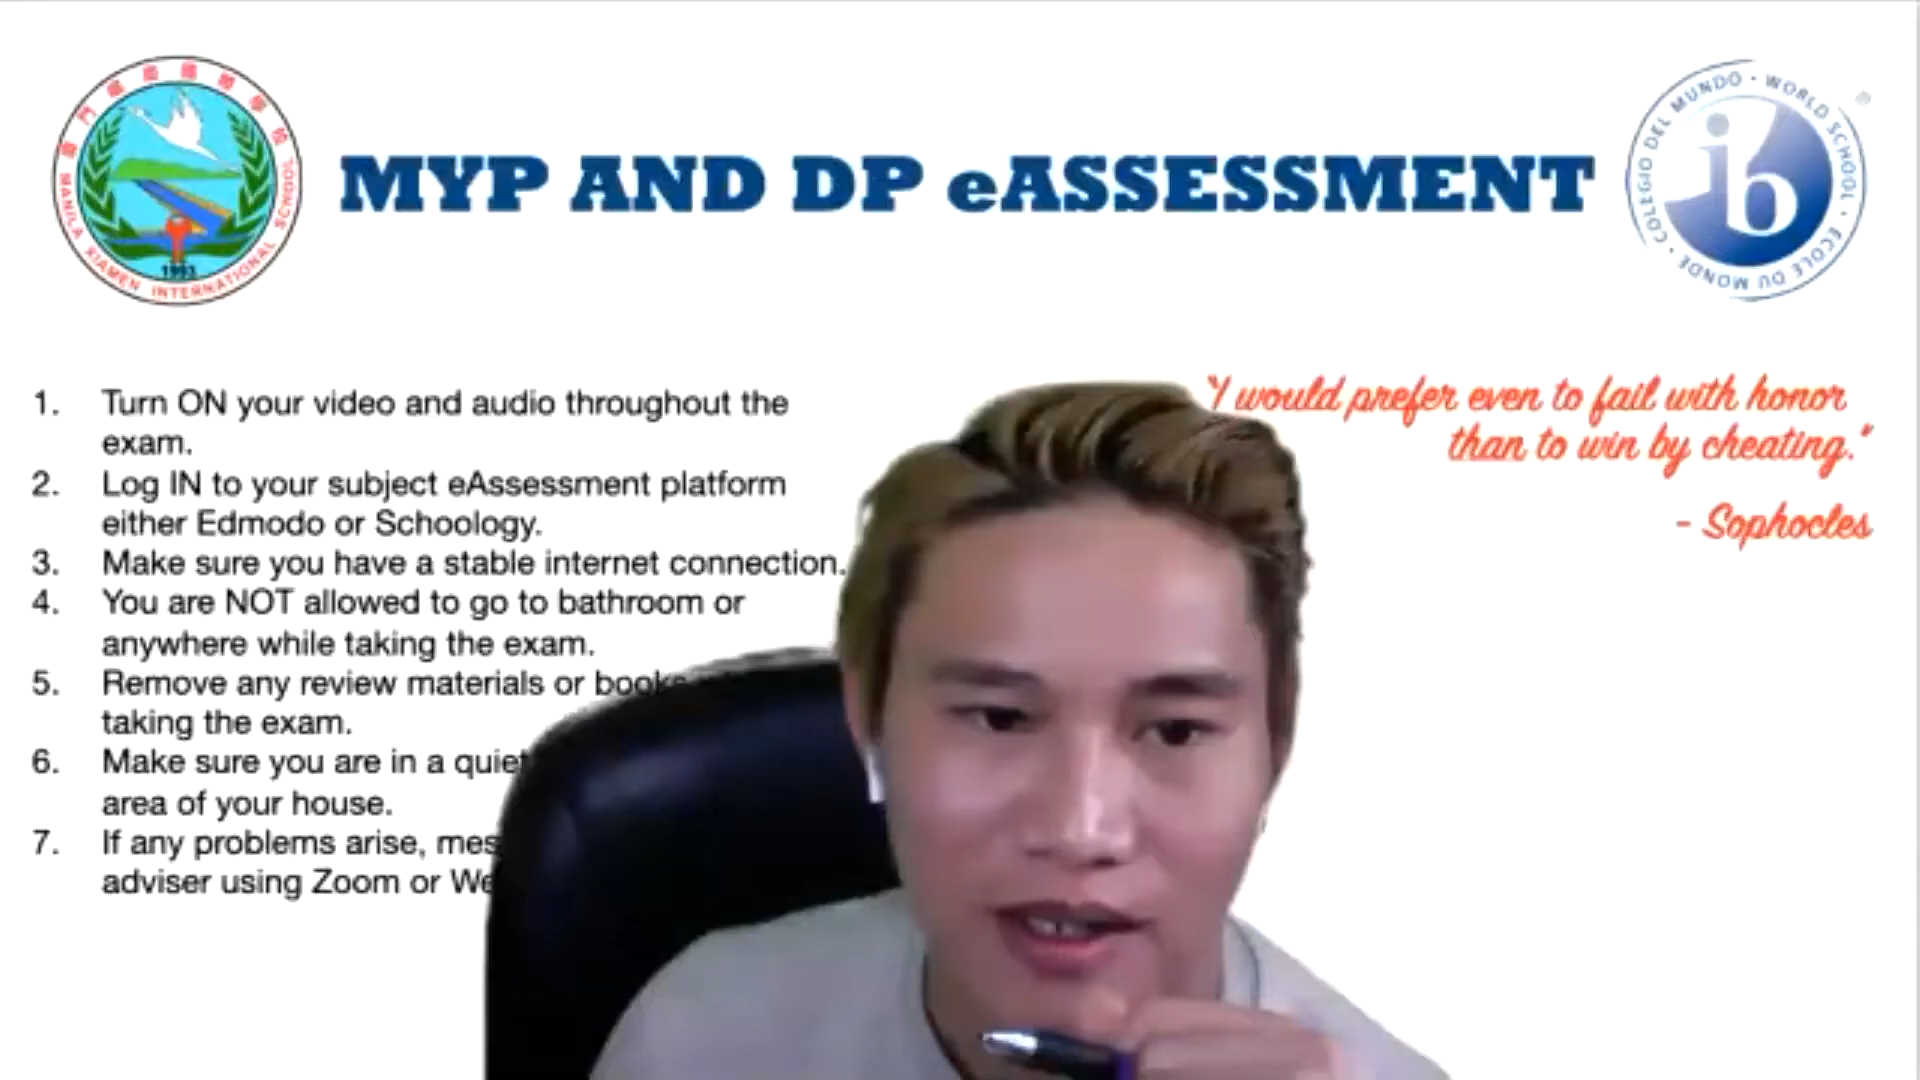 MANILA XIAMEN INTERNATIONAL SCHOOL
1993
MYP AND DP eASSESSMENT
COLEGIO DEL MUNDO · WORLD SCHOOL · ECOLE DU MONDE ·
ib
®
1. Turn ON your video and audio throughout the
exam.
2. Log IN to your subject eAssessment platform
either Edmodo or Schoology.
3. Make sure you have a stable internet connection.
4. You are NOT allowed to go to bathroom or
anywhere while taking the exam.
5. Remove any review materials or books
taking the exam.
6. Make sure you are in a quiet
area of your house.
7. If any problems arise, mes
adviser using Zoom or We
"I would prefer even to fail with honor
than to win by cheating."
- Sophocles